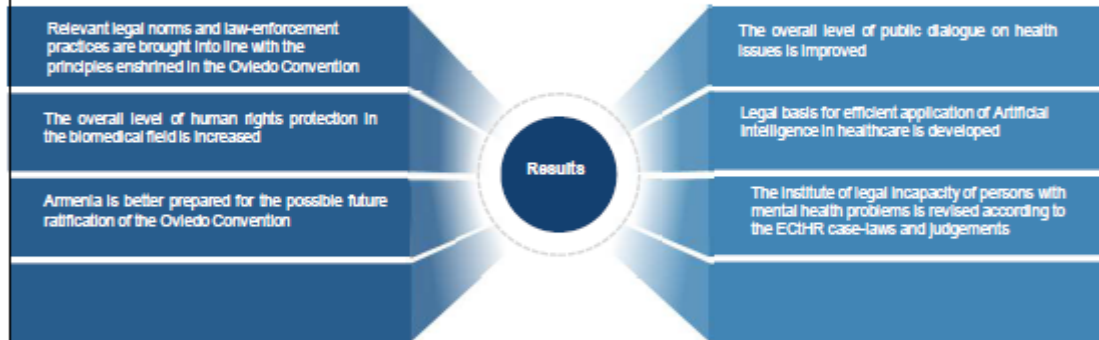 Relevant legal norms and law-enforcement
practices are brought into line with the
principles enshrined in the Oviedo Convention
The overall level of human rights protection in
the biomedical field is increased
Armenia is better prepared for the possible future
ratification of the Oviedo Convention
Results
The overall level of public dialogue on health
issues is improved
Legal basis for efficient application of Artificial
Intelligence in healthcare is developed
The institute of legal incapacity of persons with
mental health problems is revised according to
the ECtHR case-laws and judgements